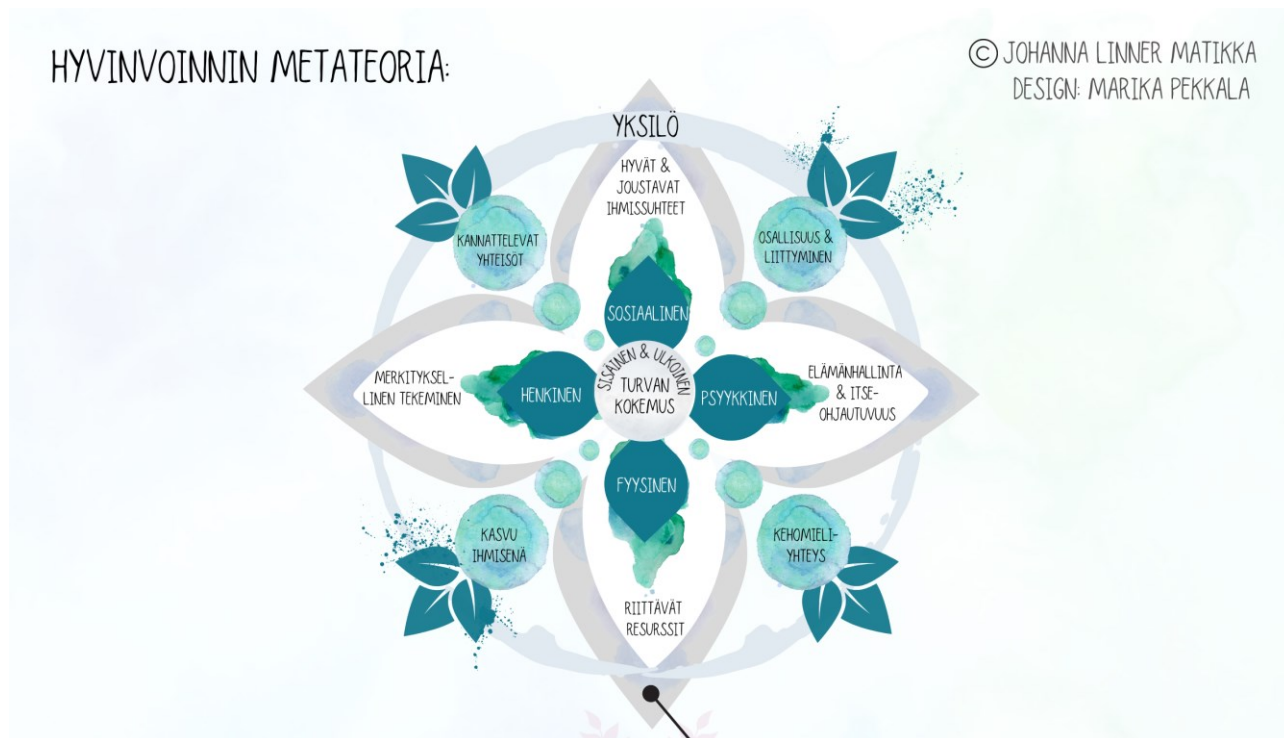 HYVINVOINNIN METATEORIA:
© JOHANNA LINNER MATIKKA
DESIGN: MARIKA PEKKALA
YKSILÖ
HYVÄT &
JOUSTAVAT
IHMISSUHTEET
KANNATTELEVAT
YHTEISÖT
OSALLISUUS &
LIITTYMINEN
SOSIAALINEN
MERKITYKSEL-
LINEN TEKEMINEN
HENKINEN
SISÄINEN & ULKOINEN
TURVAN
KOKEMUS
PSYYKKINEN
ELÄMÄNHALLINTA
& ITSE-
OHJAUTUVUUS
FYYSINEN
KASVU
IHMISENÄ
KEHOMIELI-
YHTEYS
RIITTÄVÄT
RESURSSIT